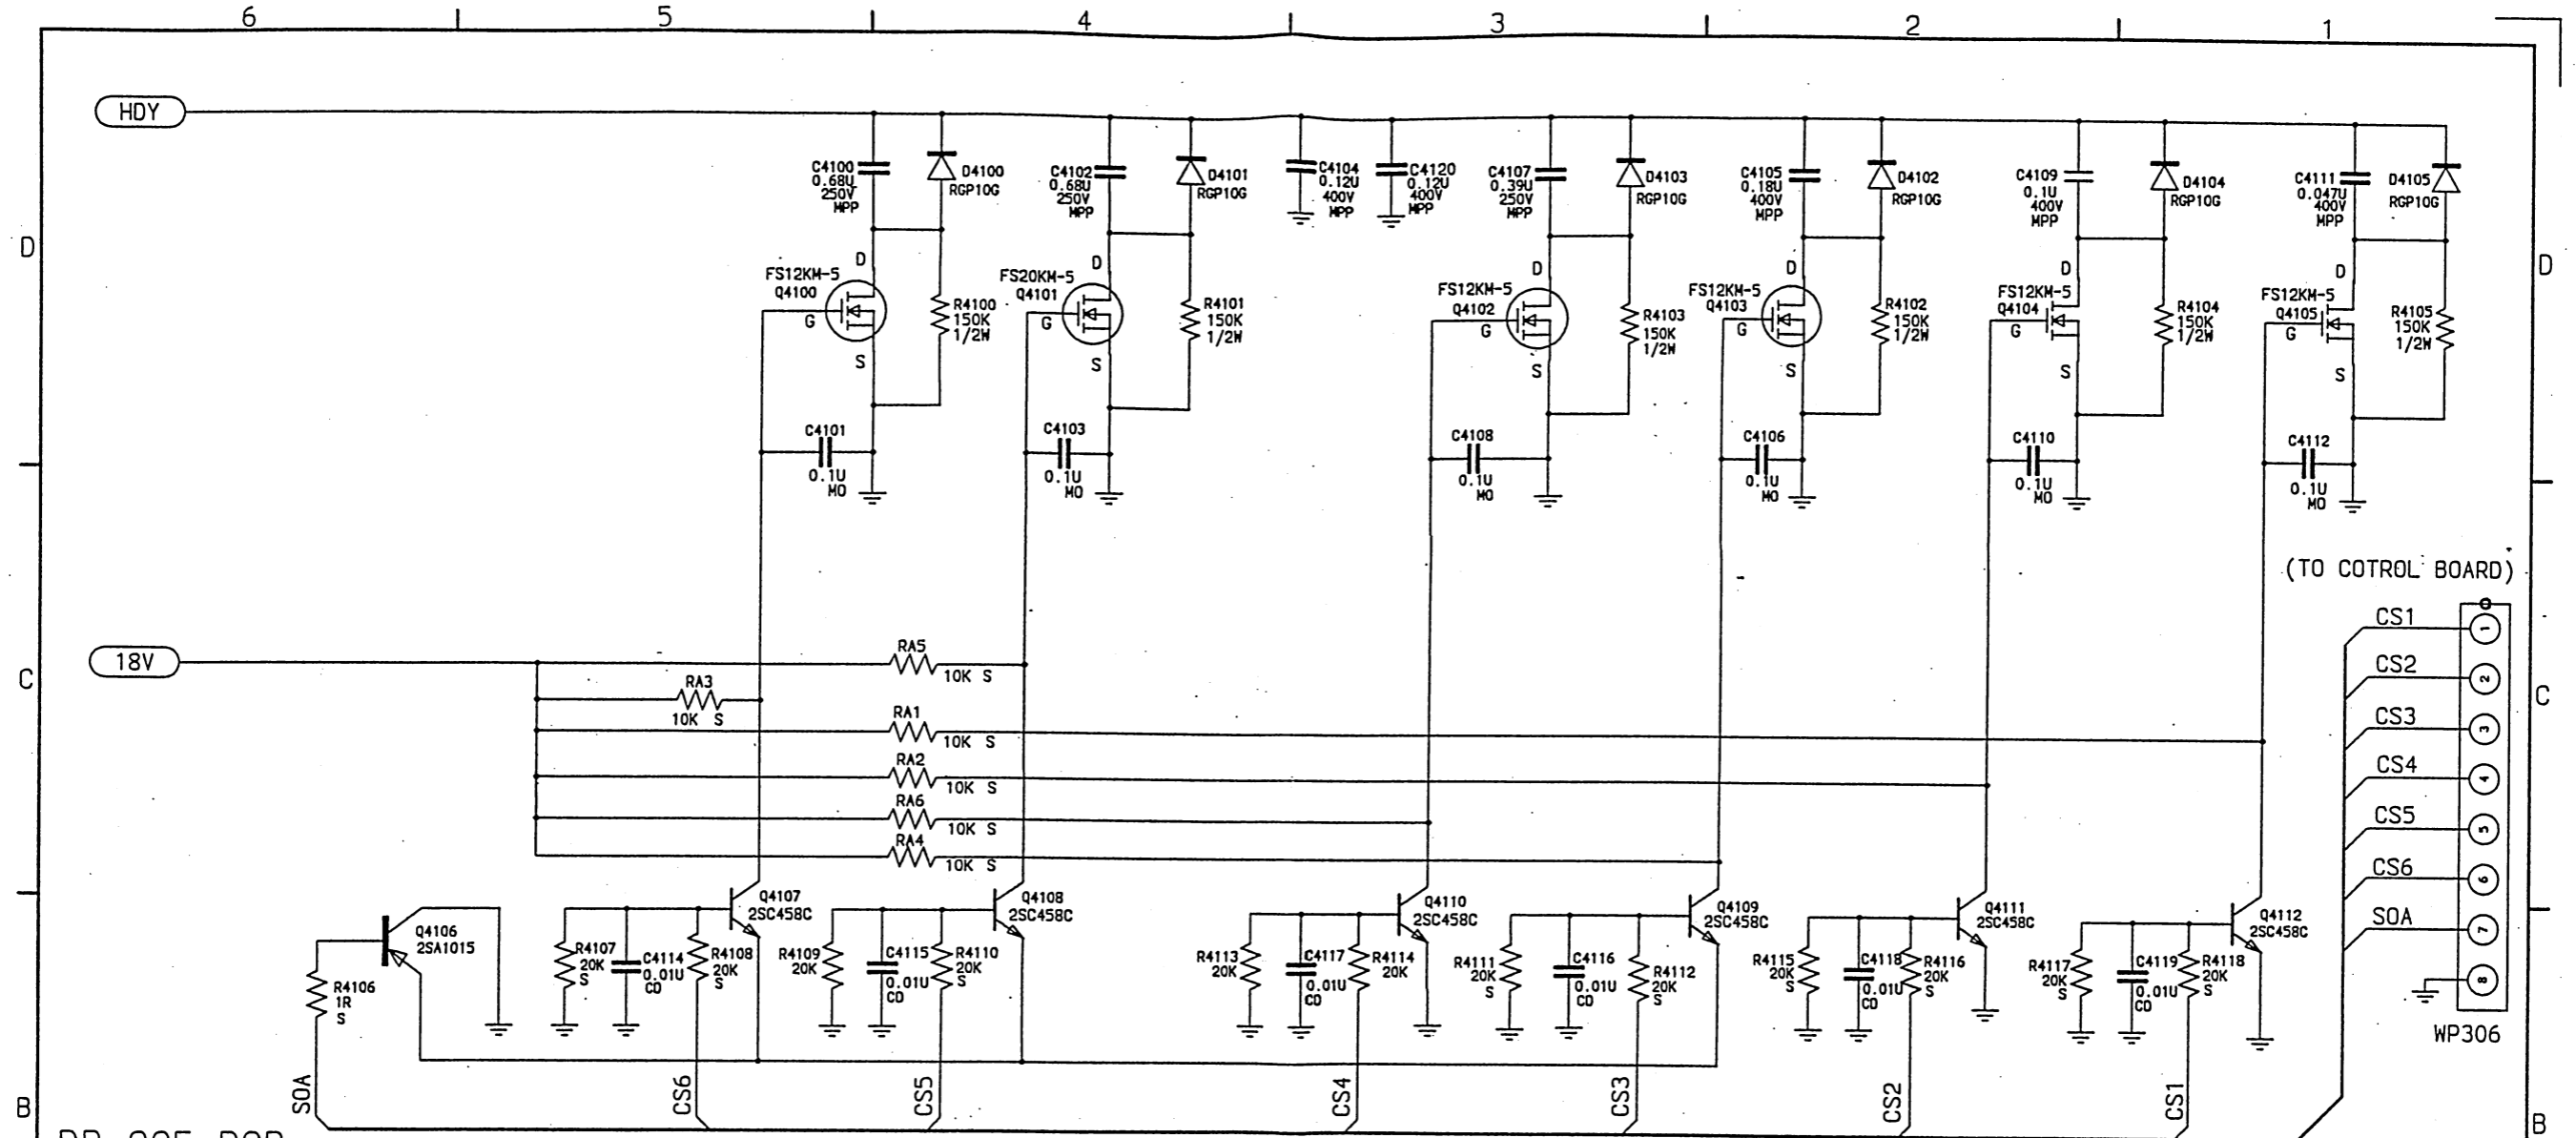 6 5 4 3 2 1
HDY
C4100
0.68U
250V
MPP
D4100
RGP10G
C4102
0.68U
250V
MPP
D4101
RGP10G
C4104
0.12U
400V
MPP
C4120
0.12U
400V
MPP
C4107
0.39U
250V
MPP
D4103
RGP10G
C4105
0.18U
400V
MPP
D4102
RGP10G
C4109
0.1U
400V
MPP
D4104
RGP10G
C4111
0.047U
400V
MPP
D4105
RGP10G
D
D
FS12KM-5
Q4100
D
G
S
R4100
150K
1/2W
FS20KM-5
Q4101
D
G
S
R4101
150K
1/2W
FS12KM-5
Q4102
D
G
S
R4103
150K
1/2W
FS12KM-5
Q4103
D
G
S
R4102
150K
1/2W
FS12KM-5
Q4104
D
G
S
R4104
150K
1/2W
FS12KM-5
Q4105
D
G
S
R4105
150K
1/2W
C4101
0.1U
MO
C4103
0.1U
MO
C4108
0.1U
MO
C4106
0.1U
MO
C4110
0.1U
MO
C4112
0.1U
MO
(TO COTROL BOARD)
CS1 1
CS2 2
CS3 3
CS4 4
CS5 5
CS6 6
SOA 7
8
WP306
C
C
18V
RA5
10K S
RA3
10K S
RA1
10K S
RA2
10K S
RA6
10K S
RA4
10K S
Q4106
2SA1015
R4106
1R
S
Q4107
2SC458C
R4107
20K
S
C4114
0.01U
CD
R4108
20K
S
Q4108
2SC458C
R4109
20K
C4115
0.01U
CD
R4110
20K
S
Q4110
2SC458C
R4113
20K
C4117
0.01U
CD
R4114
20K
Q4109
2SC458C
R4111
20K
S
C4116
0.01U
CD
R4112
20K
S
Q4111
2SC458C
R4115
20K
S
C4118
0.01U
CD
R4116
20K
S
Q4112
2SC458C
R4117
20K
S
C4119
0.01U
CD
R4118
20K
S
SOA
CS6
CS5
CS4
CS3
CS2
CS1
B
B